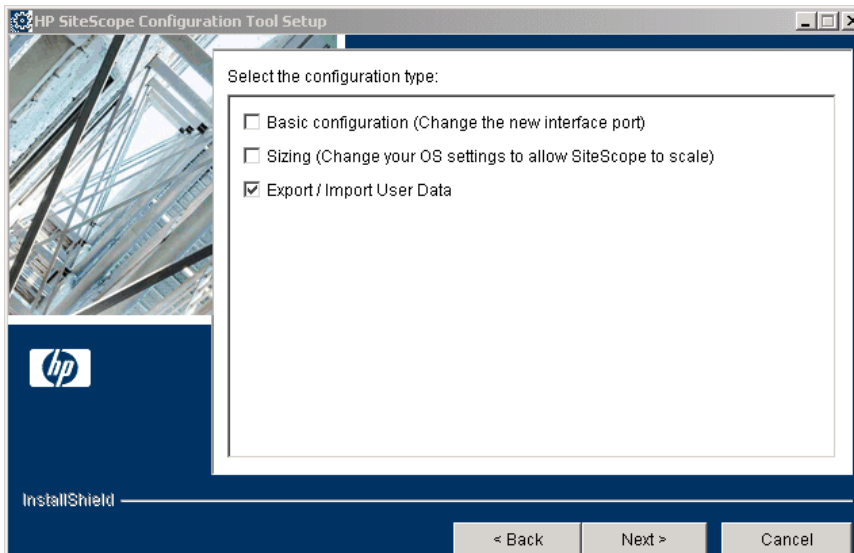 HP SiteScope Configuration Tool Setup
Select the configuration type:
Basic configuration (Change the new interface port)
Sizing (Change your OS settings to allow SiteScope to scale)
Export / Import User Data
hp
InstallShield
< Back
Next >
Cancel